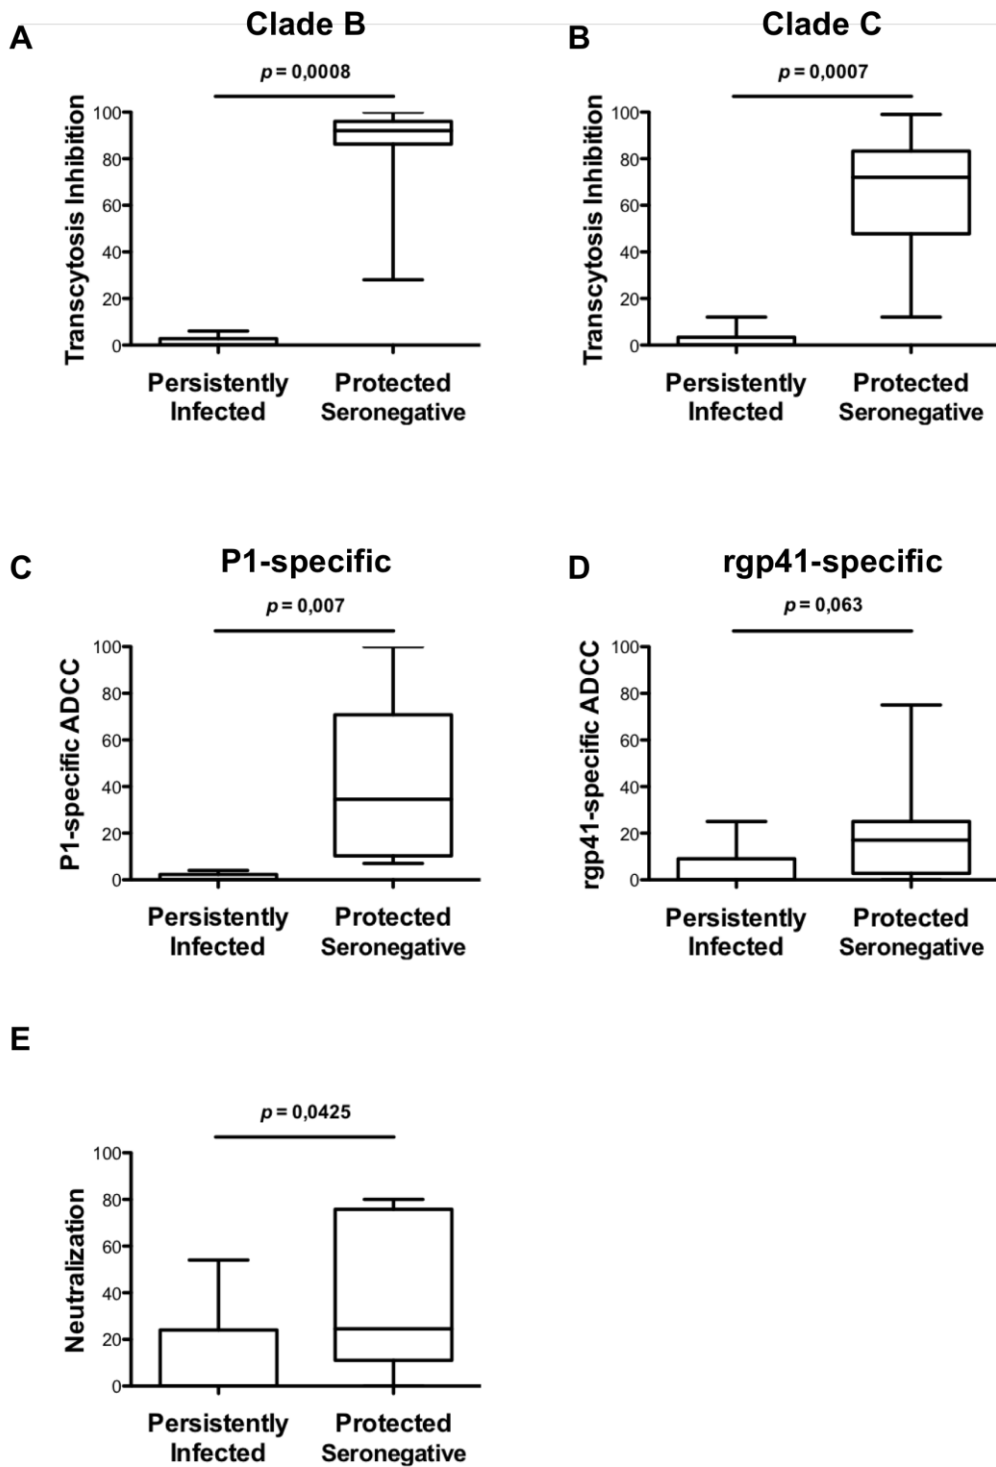 A
Clade B
p = 0,0008
Transcytosis Inhibition
100
80
60
40
20
0
Persistently
Infected
Protected
Seronegative
B
Clade C
p = 0,0007
Transcytosis Inhibition
100
80
60
40
20
0
Persistently
Infected
Protected
Seronegative
C
P1-specific
p = 0,007
P1-specific ADCC
100
80
60
40
20
0
Persistently
Infected
Protected
Seronegative
D
rgp41-specific
p = 0,063
rgp41-specific ADCC
100
80
60
40
20
0
Persistently
Infected
Protected
Seronegative
E
p = 0,0425
Neutralization
100
80
60
40
20
0
Persistently
Infected
Protected
Seronegative